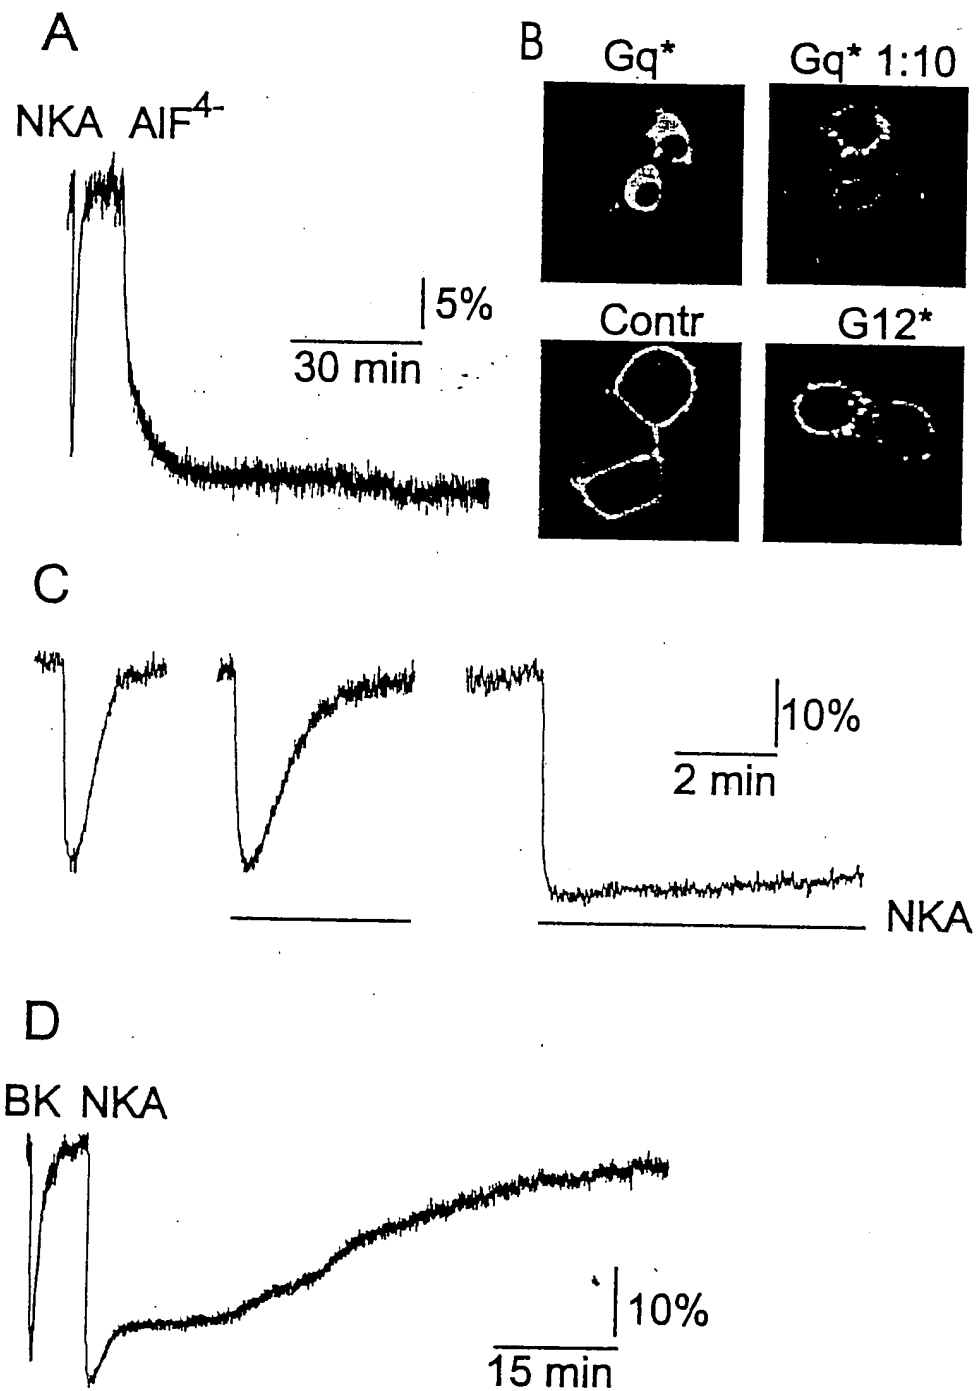 A
NKA AlF4-
5%
30 min
B
Gq*
Gq* 1:10
Contr
G12*
C
10%
2 min
NKA
D
BK NKA
10%
15 min